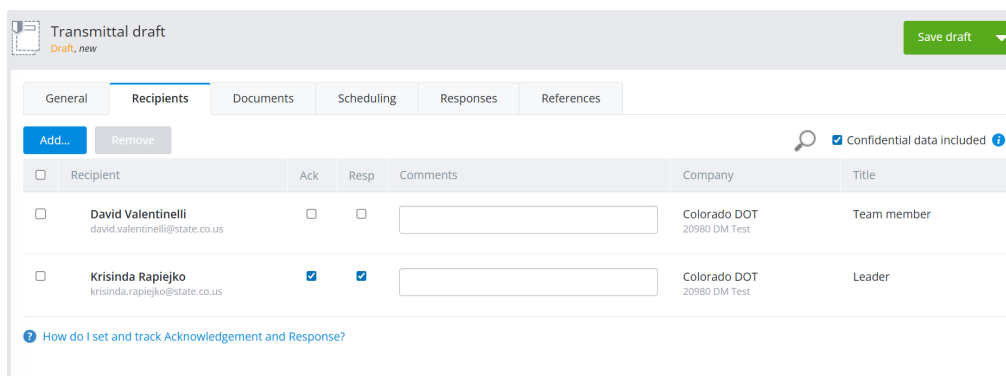 Transmittal draft
Draft, new
Save draft
General Recipients Documents Scheduling Responses References
Add... Remove Confidential data included i
Recipient Ack Resp Comments Company Title
David Valentinelli Colorado DOT Team member
david.valentinelli@state.co.us 20980 DM Test
Krisinda Rapiejko Colorado DOT Leader
krisinda.rapiejko@state.co.us 20980 DM Test
? How do I set and track Acknowledgement and Response?